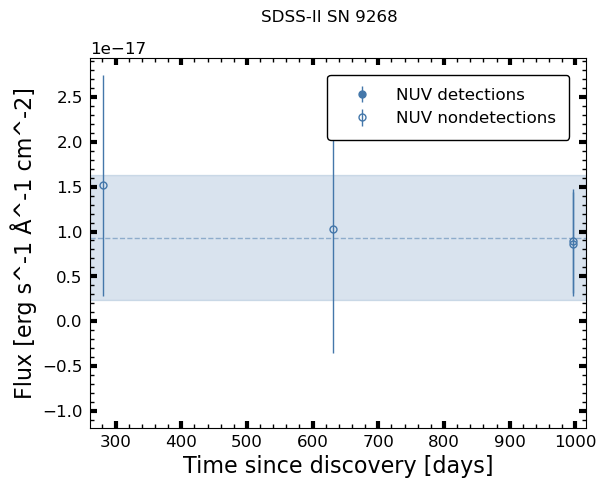 SDSS-II SN 9268
1e−17
NUV detections
NUV nondetections
2.5
2.0
1.5
1.0
0.5
0.0
−0.5
−1.0
Flux [erg s^-1 Å^-1 cm^-2]
300 400 500 600 700 800 900 1000
Time since discovery [days]